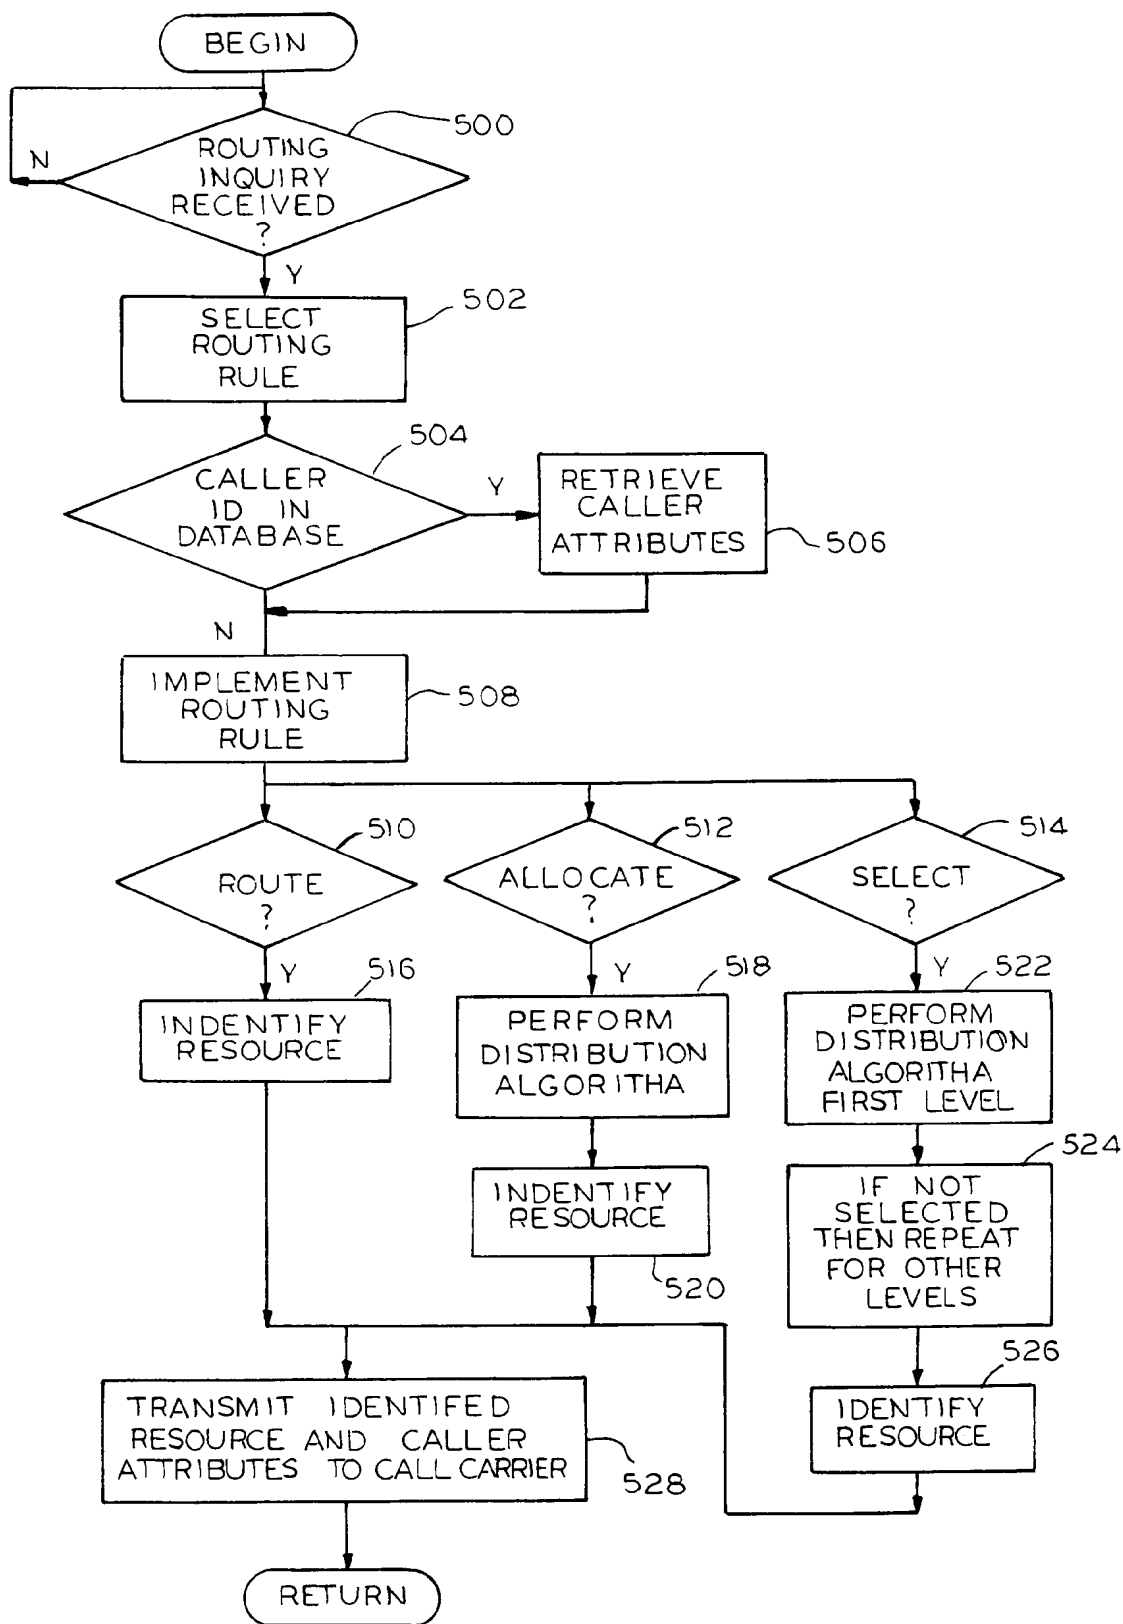 BEGIN
500
ROUTING
INQUIRY
RECEIVED
?
N
Y
502
SELECT
ROUTING
RULE
504
CALLER
ID IN
DATABASE
Y
RETRIEVE
CALLER
ATTRIBUTES
506
N
IMPLEMENT
ROUTING
RULE
508
510
ROUTE
?
512
ALLOCATE
?
514
SELECT
?
Y
516
INDENTIFY
RESOURCE
Y
518
PERFORM
DISTRIBUTION
ALGORITHA
INDENTIFY
RESOURCE
520
Y
522
PERFORM
DISTRIBUTION
ALGORITHA
FIRST LEVEL
524
IF NOT
SELECTED
THEN REPEAT
FOR OTHER
LEVELS
526
IDENTIFY
RESOURCE
TRANSMIT IDENTIFED
RESOURCE AND CALLER
ATTRIBUTES TO CALL CARRIER
528
RETURN